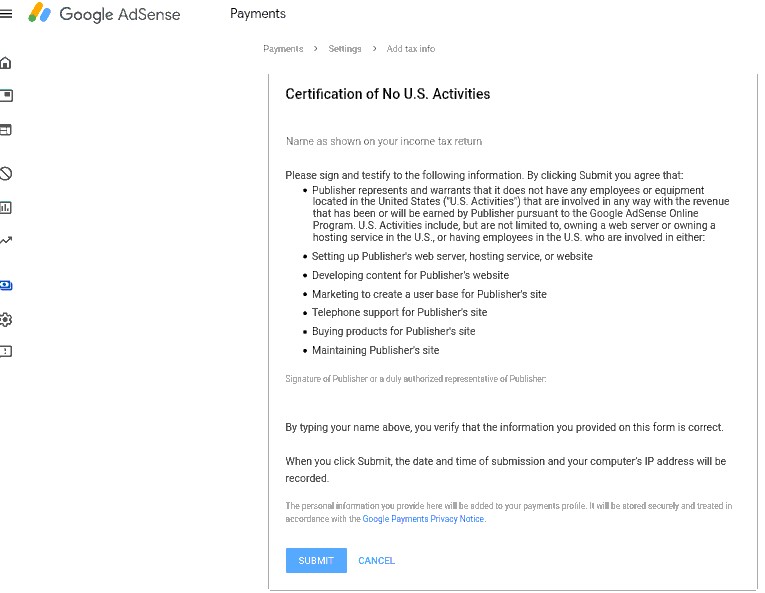 Google AdSense
Payments
Payments > Settings > Add tax info
Certification of No U.S. Activities
Name as shown on your income tax return
Please sign and testify to the following information. By clicking Submit you agree that:
• Publisher represents and warrants that it does not have any employees or equipment
located in the United States ("U.S. Activities") that are involved in any way with the revenue
that has been or will be earned by Publisher pursuant to the Google AdSense Online
Program. U.S. Activities include, but are not limited to, owning a web server or owning a
hosting service in the U.S., or having employees in the U.S. who are involved in either:
• Setting up Publisher's web server, hosting service, or website
• Developing content for Publisher's website
• Marketing to create a user base for Publisher's site
• Telephone support for Publisher's site
• Buying products for Publisher's site
• Maintaining Publisher's site
Signature of Publisher or a duly authorized representative of Publisher:
By typing your name above, you verify that the information you provided on this form is correct.
When you click Submit, the date and time of submission and your computer's IP address will be
recorded.
The personal information you provide here will be added to your payments profile. It will be stored securely and treated in
accordance with the Google Payments Privacy Notice.
SUBMIT CANCEL